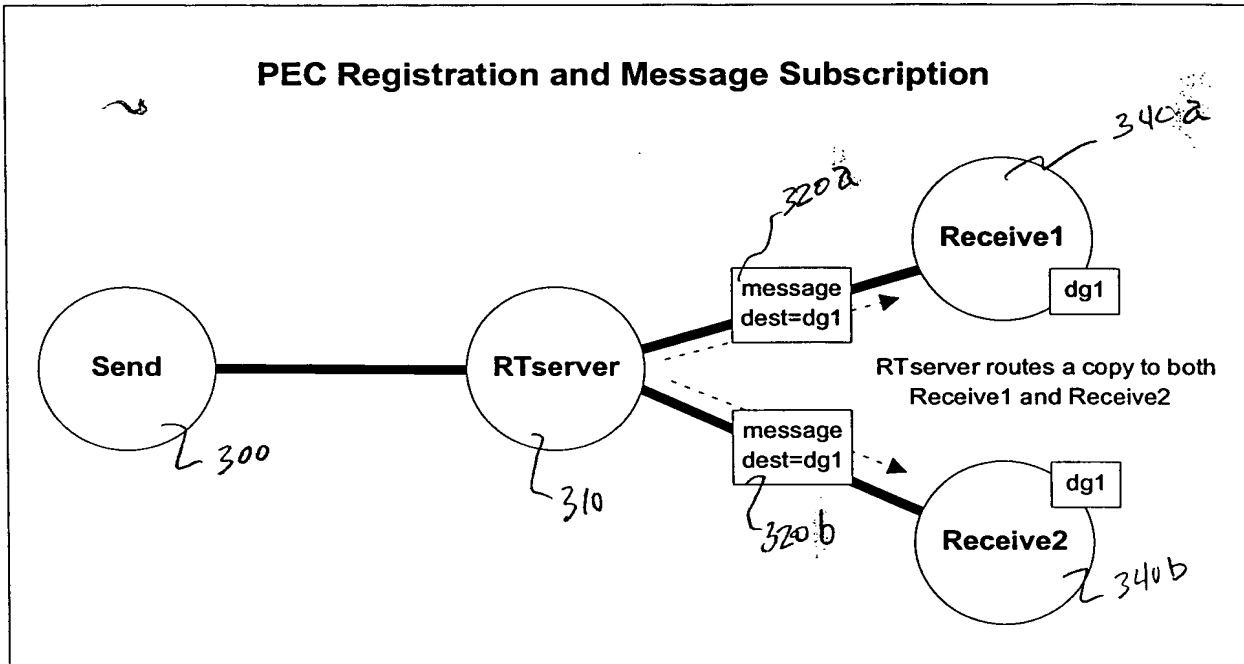 PEC Registration and Message Subscription
340a
320a
Receive1
message
dest=dg1
dg1
Send
RTserver
RTserver routes a copy to both
Receive1 and Receive2
message
dest=dg1
dg1
300
310
320b
Receive2
340b